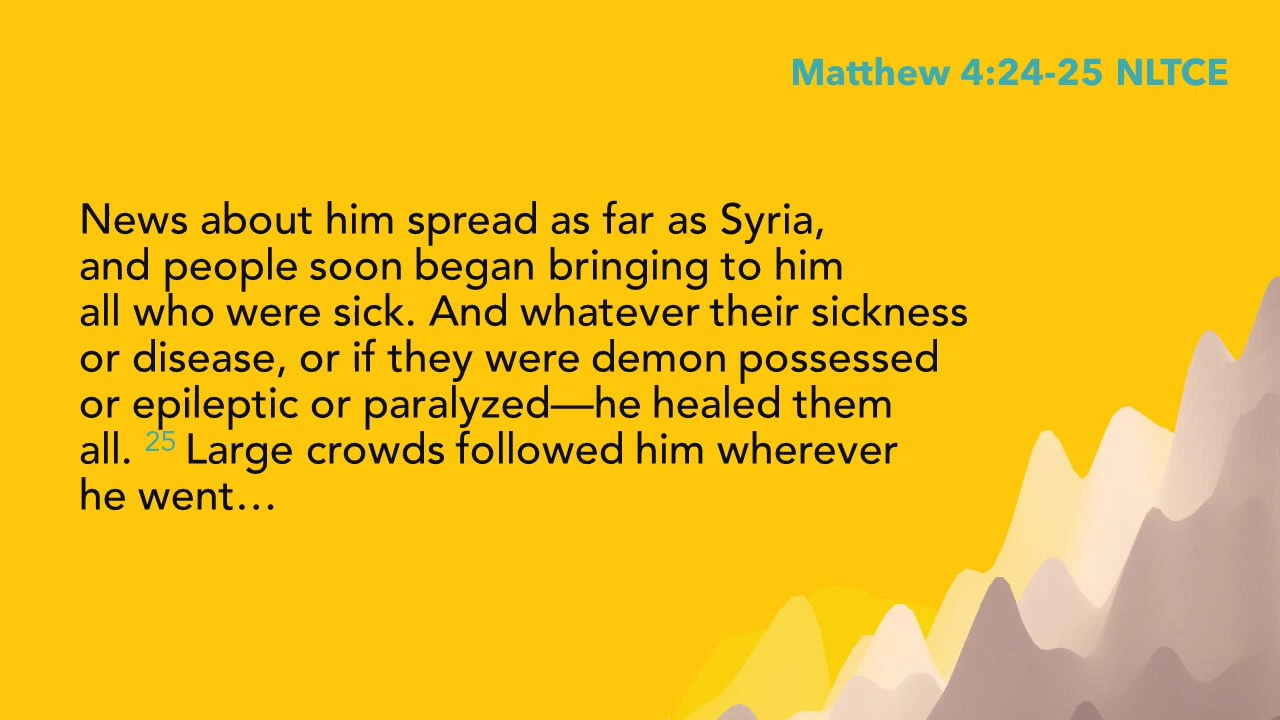 Matthew 4:24-25 NLTCE
News about him spread as far as Syria,
and people soon began bringing to him
all who were sick. And whatever their sickness
or disease, or if they were demon possessed
or epileptic or paralyzed—he healed them
all. 25 Large crowds followed him wherever
he went…